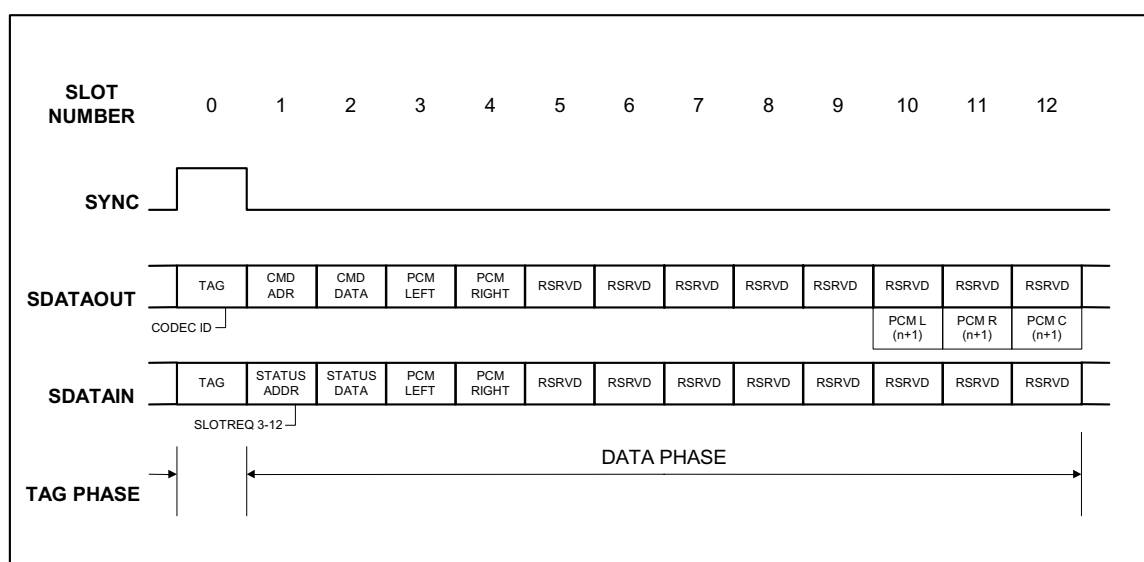 SLOT
NUMBER
0 1 2 3 4 5 6 7 8 9 10 11 12
SYNC
SDATAOUT
TAG
CMD
ADR
CMD
DATA
PCM
LEFT
PCM
RIGHT
RSRVD RSRVD RSRVD RSRVD RSRVD RSRVD RSRVD RSRVD
CODEC ID
PCM L
(n+1)
PCM R
(n+1)
PCM C
(n+1)
SDATAIN
TAG
STATUS
ADDR
STATUS
DATA
PCM
LEFT
PCM
RIGHT
RSRVD RSRVD RSRVD RSRVD RSRVD RSRVD RSRVD RSRVD
SLOTREQ 3-12
DATA PHASE
TAG PHASE